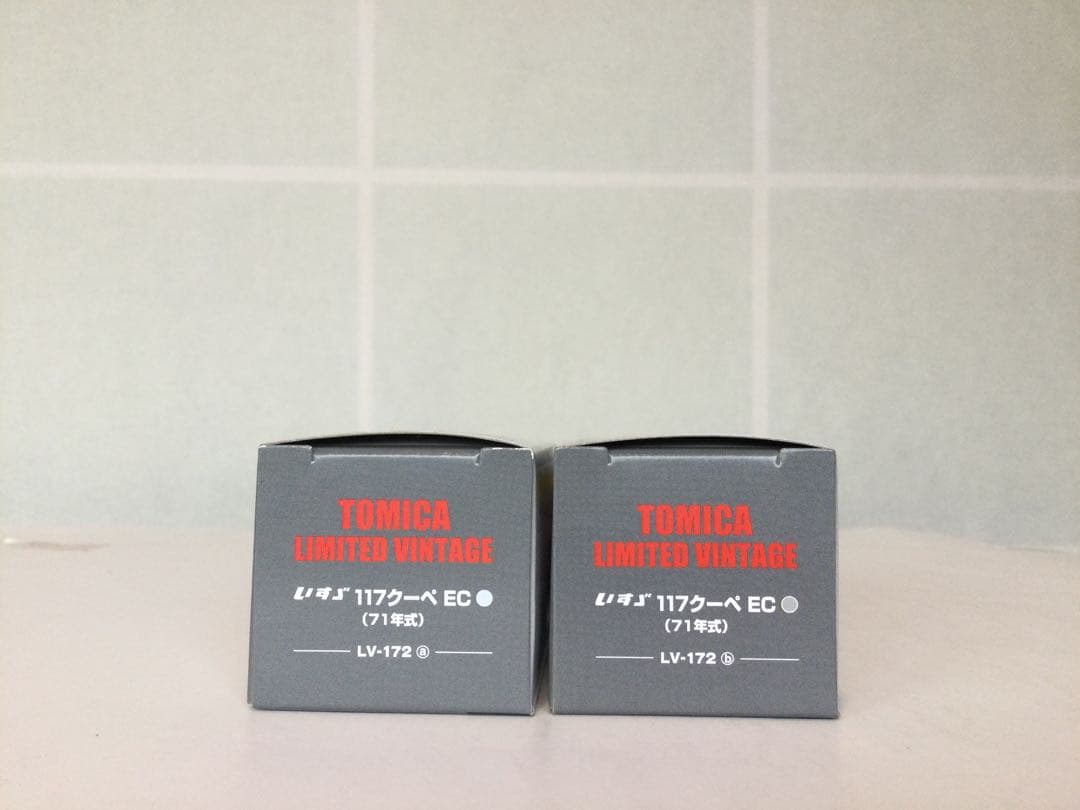 TOMICA
LIMITED VINTAGE
いすゞ 117クーペ EC
(71年式)
LV-172 ⓐ
TOMICA
LIMITED VINTAGE
いすゞ 117クーペ EC
(71年式)
LV-172 ⓑ